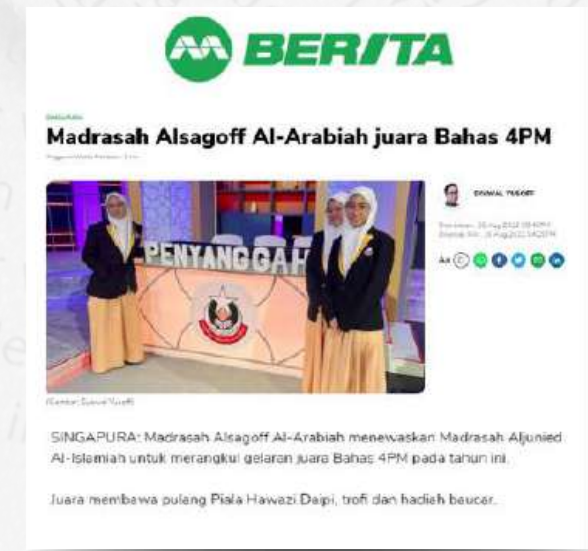 BERITA
SINGAPURA
Madrasah Alsagoff Al-Arabiah juara Bahas 4PM
PENYANGGAH
SINGAPURA: Madrasah Alsagoff Al-Arabiah menewaskan Madrasah Aljunied
Al-Islamiah untuk merangkul gelaran juara Bahas 4PM pada tahun ini.
Juara membawa pulang Piala Hawazi Daipi, trofi dan hadiah baucar.